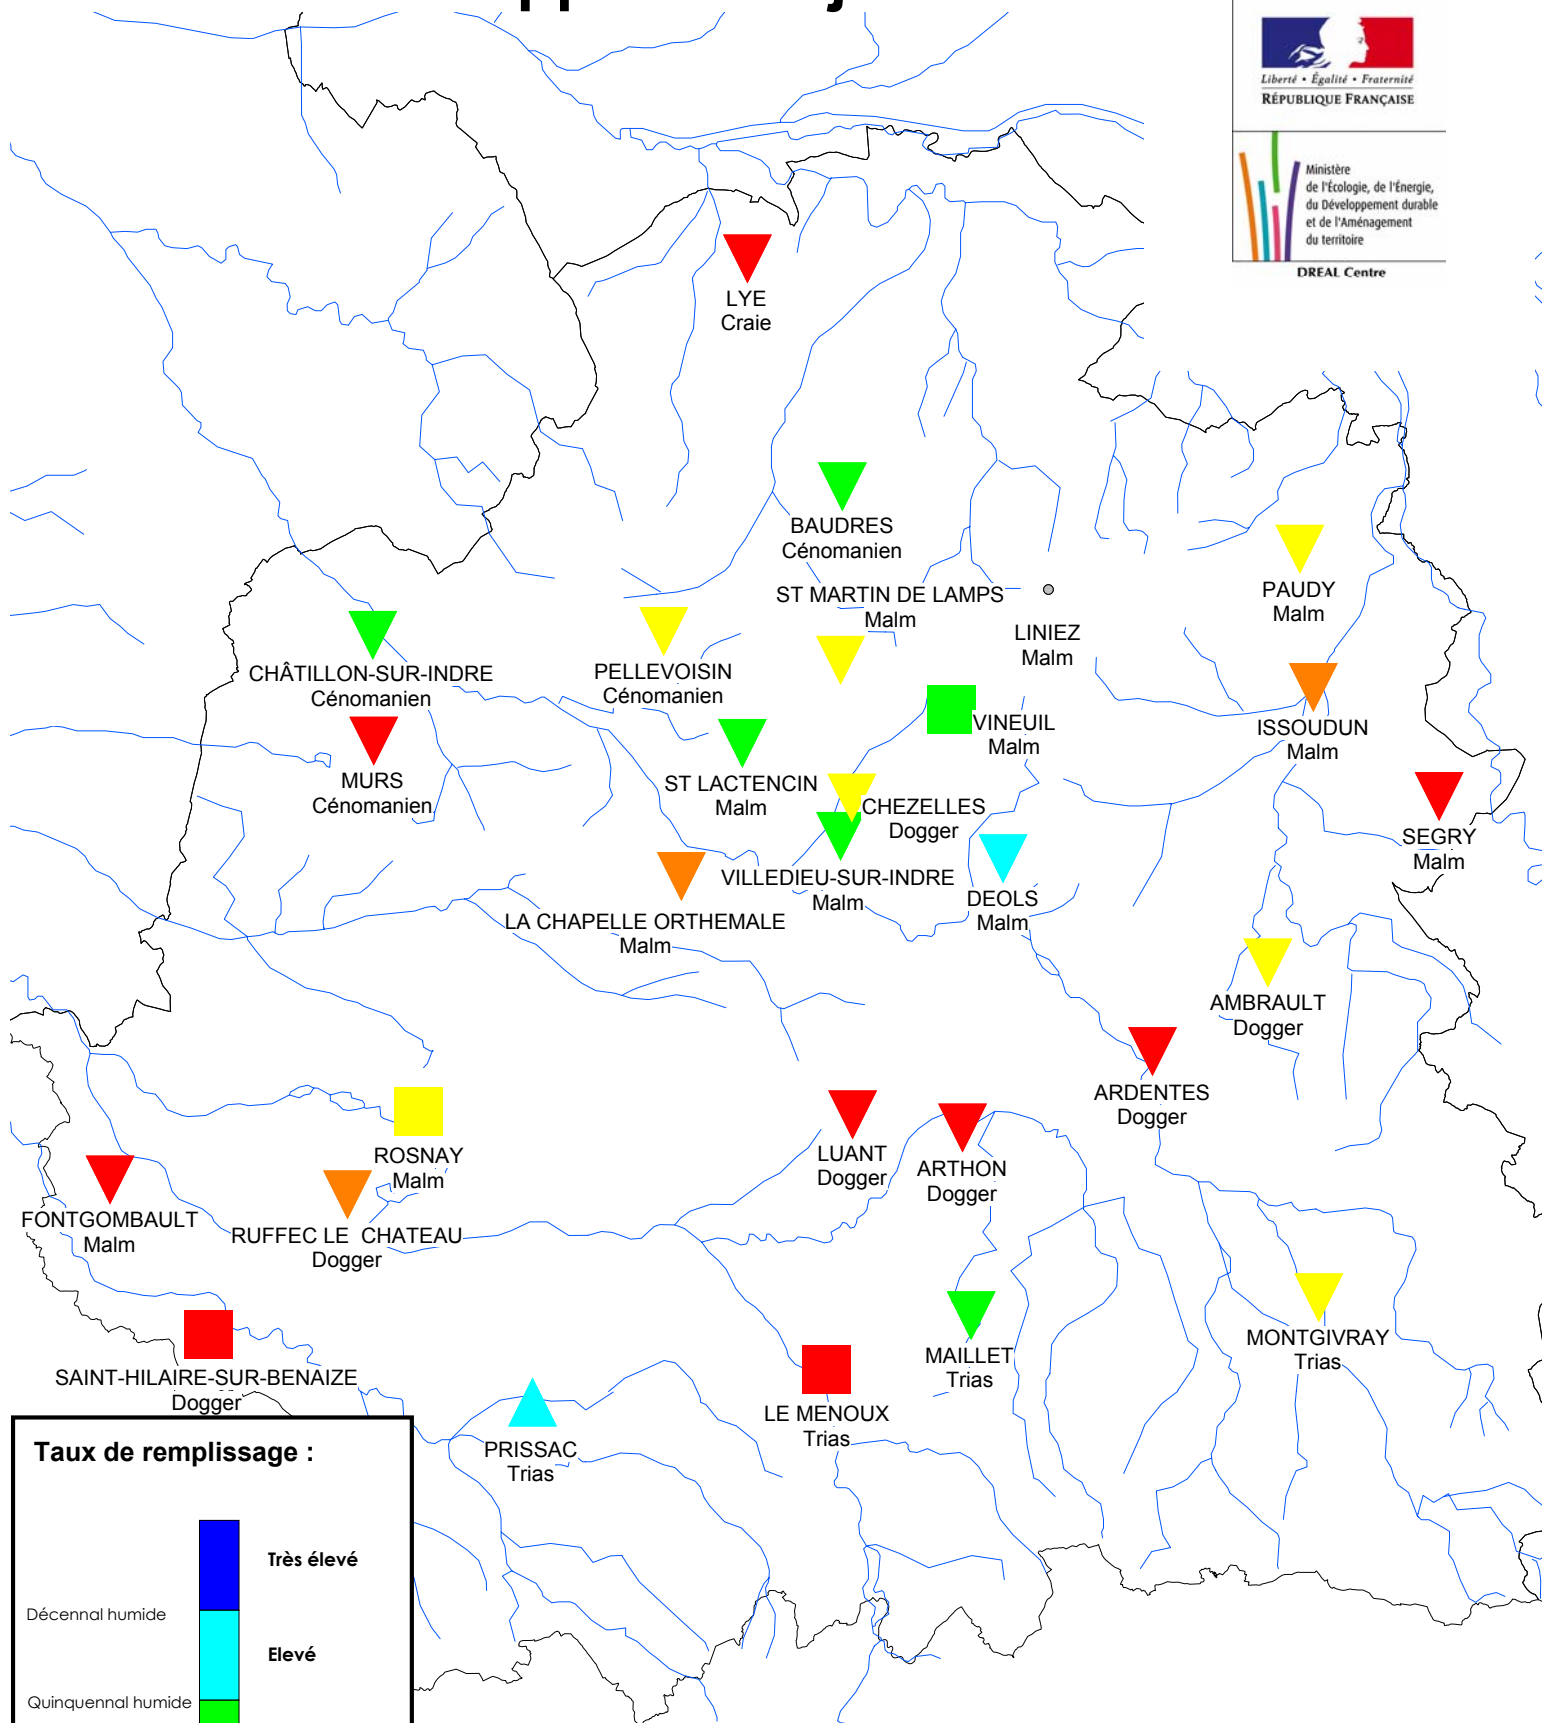 Liberté • Égalité • Fraternité
RÉPUBLIQUE FRANÇAISE
Ministère
de l'Écologie, de l'Énergie,
du Développement durable
et de l'Aménagement
du territoire
DREAL Centre
LYE
Craie
BAUDRES
Cénomanien
PAUDY
Malm
ST MARTIN DE LAMPS
Malm
LINIEZ
Malm
CHÂTILLON-SUR-INDRE
Cénomanien
PELLEVOISIN
Cénomanien
VINEUIL
Malm
ISSOUDUN
Malm
MURS
Cénomanien
ST LACTENCIN
Malm
CHEZELLES
Dogger
SEGRY
Malm
VILLEDIEU-SUR-INDRE
Malm
DEOLS
Malm
LA CHAPELLE ORTHEMALE
Malm
AMBRAULT
Dogger
ARDENTES
Dogger
ROSNAY
Malm
LUANT
Dogger
ARTHON
Dogger
FONTGOMBAULT
Malm
RUFFEC LE CHATEAU
Dogger
MONTGIVRAY
Trias
MAILLET
Trias
SAINT-HILAIRE-SUR-BENAIZE
Dogger
LE MENOUX
Trias
PRISSAC
Trias
Taux de remplissage :
Très élevé
Décennal humide
Elevé
Quinquennal humide